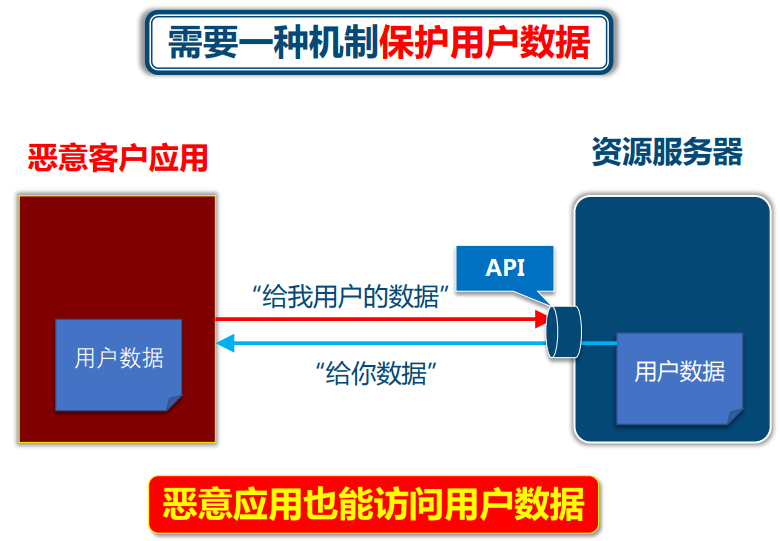 需要一种机制保护用户数据
恶意客户应用
资源服务器
API
“给我用户的数据”
用户数据
用户数据
“给你数据”
恶意应用也能访问用户数据